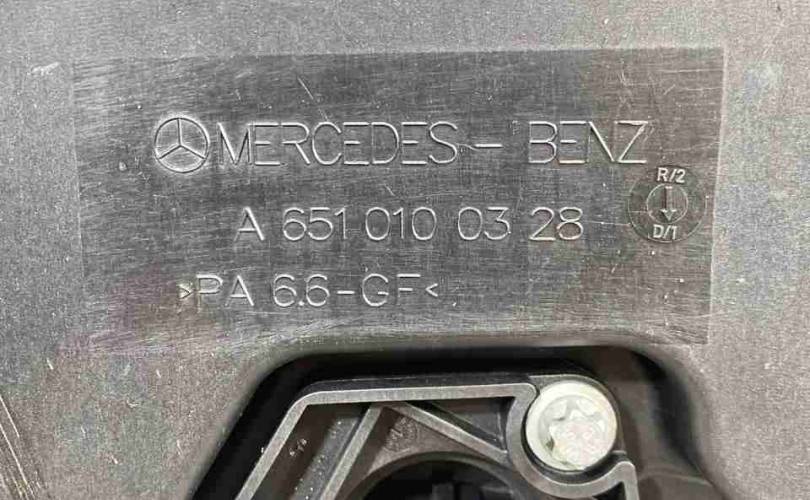 MERCEDES-BENZ
R/2
A 651 010 03 28
D/1
>PA 6.6-GF<